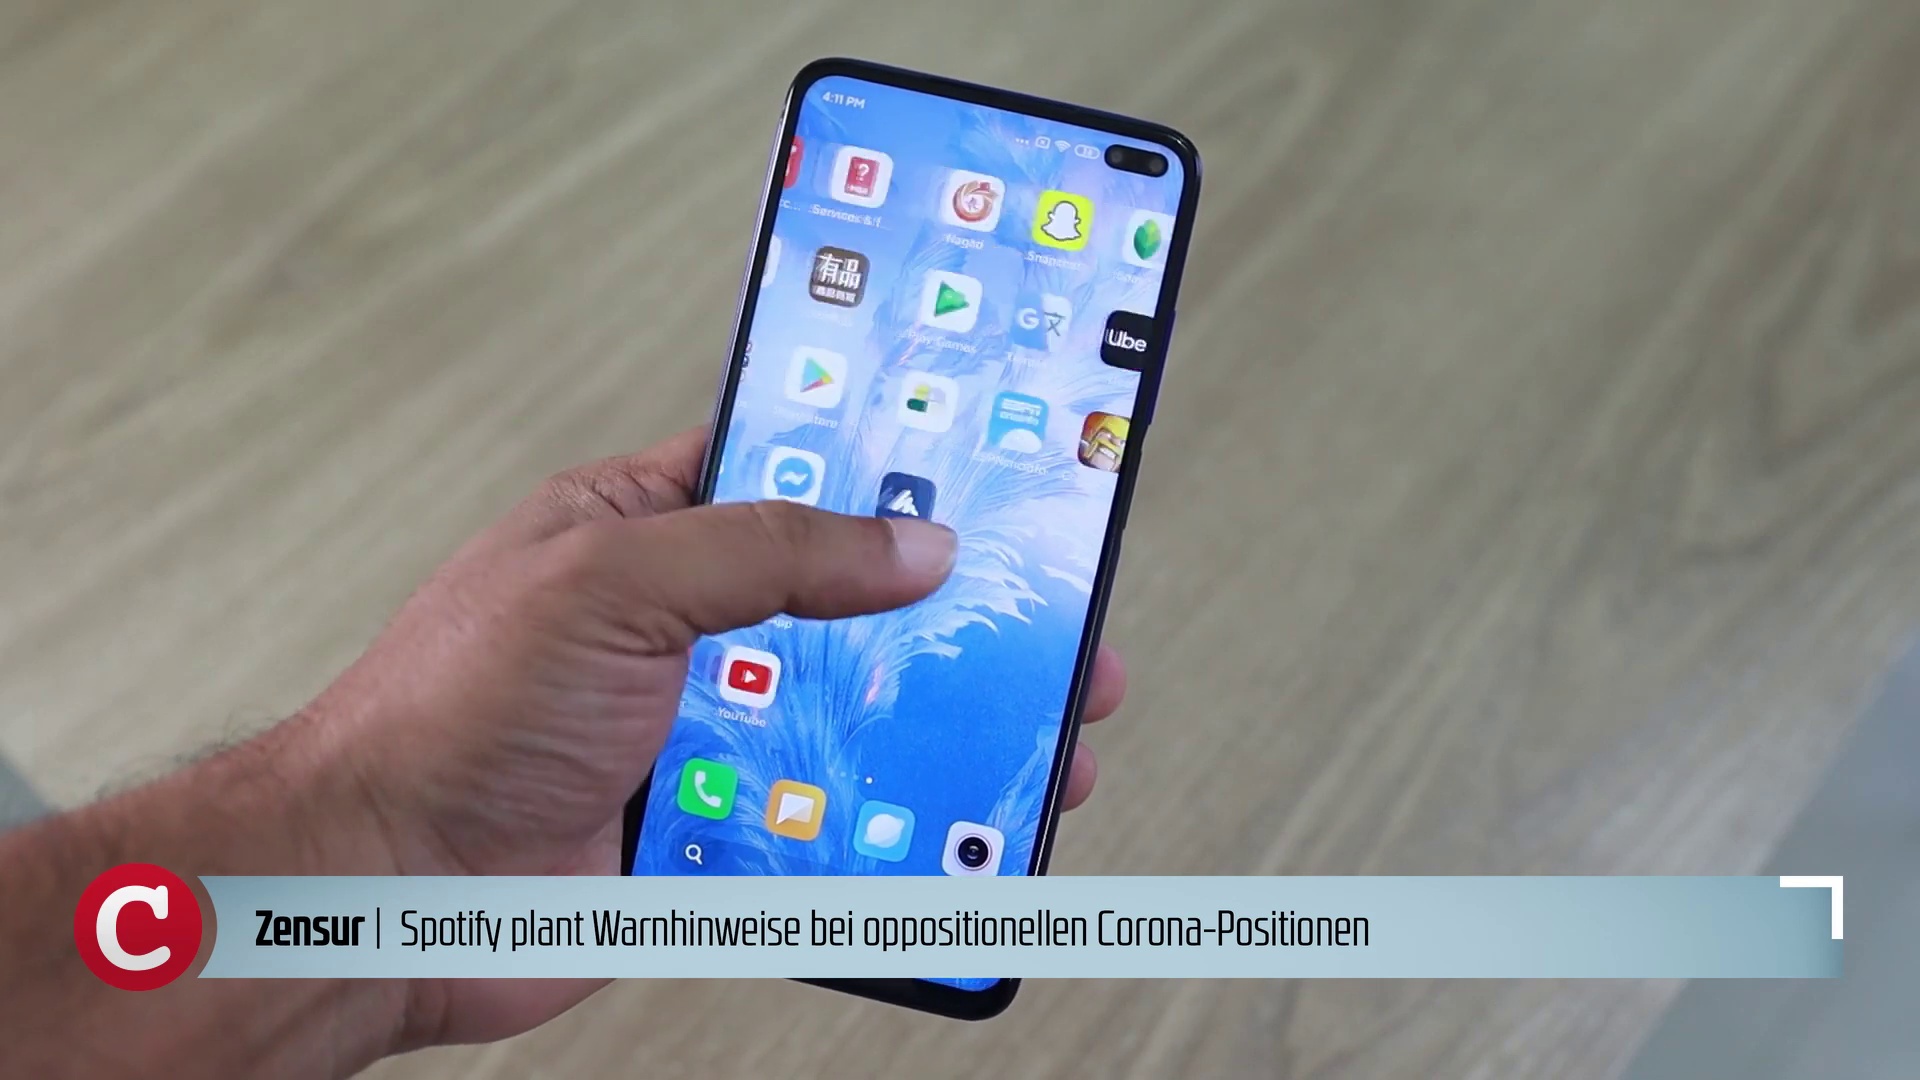 4:11 PM
Services & f...
Nagad
Snapchat
有品
Play Games
Uber
Play Store
YouTube
C
Zensur | Spotify plant Warnhinweise bei oppositionellen Corona-Positionen